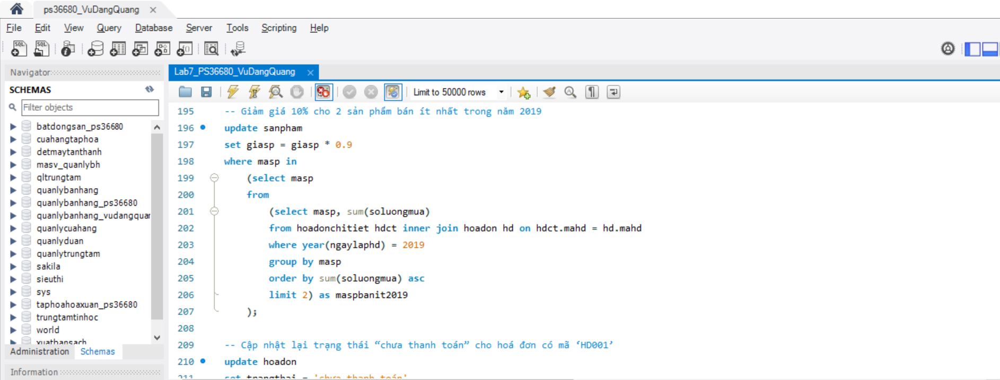 ps36680_VuDangQuang
File Edit View Query Database Server Tools Scripting Help
Navigator
SCHEMAS
Filter objects
batdongsan_ps36680
cuahangtaphoa
detmaytanthanh
masv_quanlybh
qltrungtam
quanlybanhang
quanlybanhang_ps36680
quanlybanhang_vudangquar
quanlycuahang
quanlyduan
quanlytrungtam
sakila
sieuthi
sys
taphoahoaxuan_ps36680
trungtamtinhoc
world
xuatbansach
Administration Schemas
Information
Lab7_PS36680_VuDangQuang
Limit to 50000 rows
195 -- Giảm giá 10% cho 2 sản phẩm bán ít nhất trong năm 2019
196 update sanpham
197 set giasp = giasp * 0.9
198 where masp in
199 (select masp
200 from
201 (select masp, sum(soluongmua)
202 from hoadonchitiet hdct inner join hoadon hd on hdct.mahd = hd.mahd
203 where year(ngaylaphd) = 2019
204 group by masp
205 order by sum(soluongmua) asc
206 limit 2) as maspbanit2019
207 );
208
209 -- Cập nhật lại trạng thái “chưa thanh toán” cho hoá đơn có mã ‘HD001’
210 update hoadon
211 set trangthai = 'chưa thanh toán'